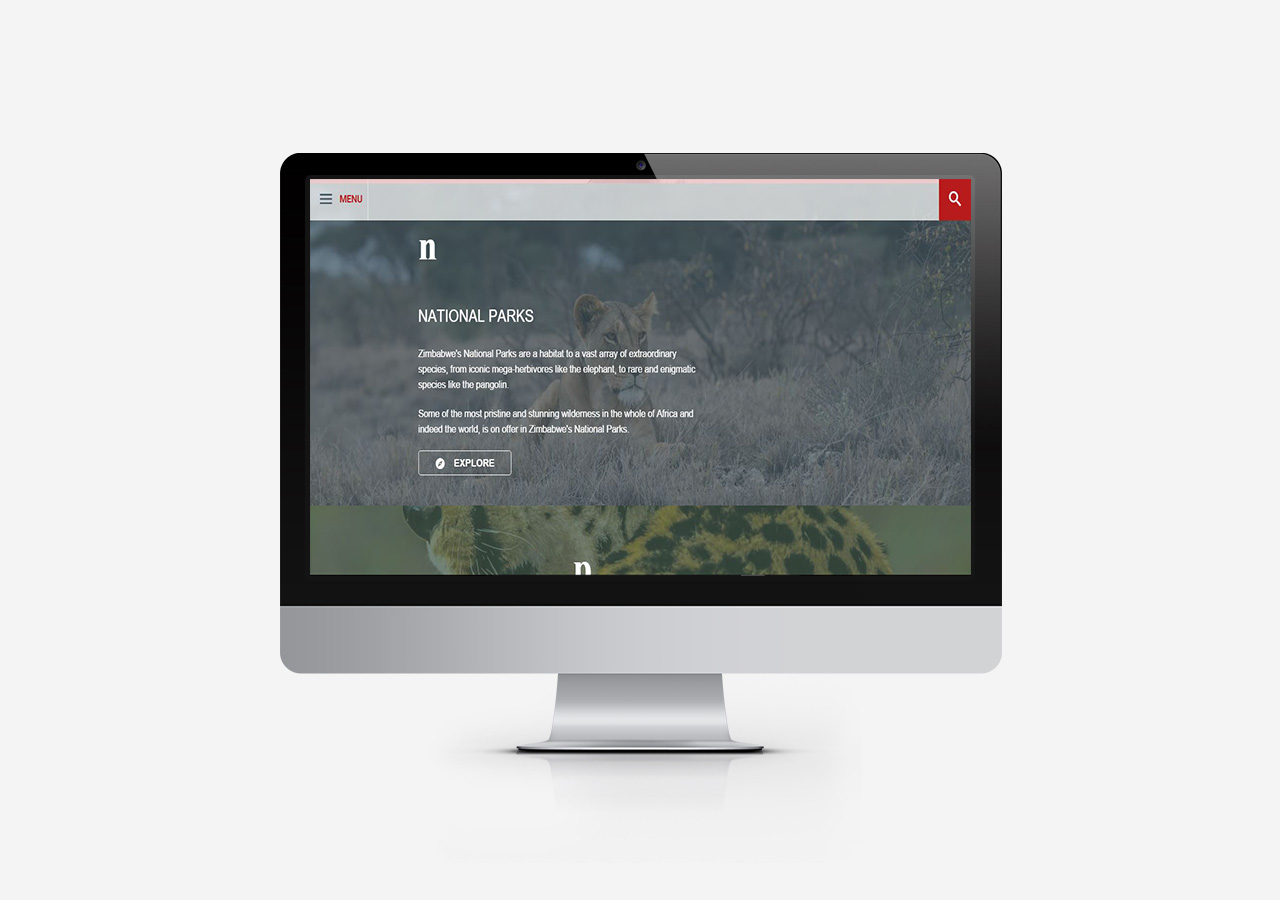 MENU
n
NATIONAL PARKS
Zimbabwe's National Parks are a habitat to a vast array of extraordinary
species, from iconic mega-herbivores like the elephant, to rare and enigmatic
species like the pangolin.
Some of the most pristine and stunning wilderness in the whole of Africa and
indeed the world, is on offer in Zimbabwe's National Parks.
EXPLORE
n